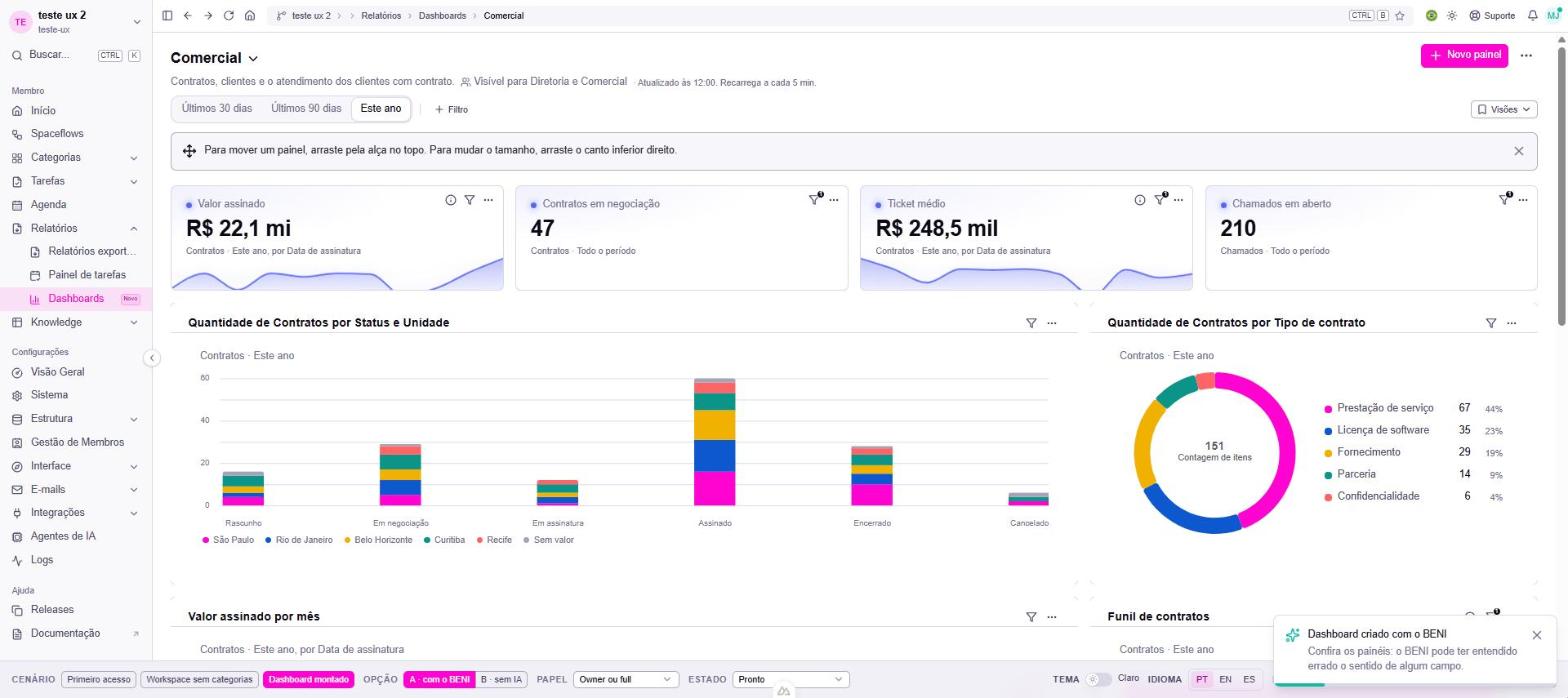 TE
teste ux 2
teste-ux
teste ux 2 > > Relatórios > Dashboards > Comercial
CTRL B
Suporte
MJ
Buscar... CTRL K
Membro
Início
Spaceflows
Categorias
Tarefas
Agenda
Relatórios
Relatórios export...
Painel de tarefas
Dashboards Novo
Knowledge
Configurações
Visão Geral
Sistema
Estrutura
Gestão de Membros
Interface
E-mails
Integrações
Agentes de IA
Logs
Ajuda
Releases
Documentação
Comercial
+ Novo painel
Contratos, clientes e o atendimento dos clientes com contrato. Visível para Diretoria e Comercial · Atualizado às 12:00. Recarrega a cada 5 min.
Últimos 30 dias Últimos 90 dias Este ano + Filtro
Visões
Para mover um painel, arraste pela alça no topo. Para mudar o tamanho, arraste o canto inferior direito.
Valor assinado
R$ 22,1 mi
Contratos · Este ano, por Data de assinatura
Contratos em negociação 1
47
Contratos · Todo o período
Ticket médio 1
R$ 248,5 mil
Contratos · Este ano, por Data de assinatura
Chamados em aberto 1
210
Chamados · Todo o período
Quantidade de Contratos por Status e Unidade
Contratos · Este ano
60
40
20
0
Rascunho Em negociação Em assinatura Assinado Encerrado Cancelado
São Paulo Rio de Janeiro Belo Horizonte Curitiba Recife Sem valor
Quantidade de Contratos por Tipo de contrato
Contratos · Este ano
151
Contagem de itens
Prestação de serviço 67 44%
Licença de software 35 23%
Fornecimento 29 19%
Parceria 14 9%
Confidencialidade 6 4%
Valor assinado por mês
Contratos · Este ano, por Data de assinatura
Funil de contratos 1
Contratos · Este ano
Dashboard criado com o BENI
Confira os painéis: o BENI pode ter entendido
errado o sentido de algum campo.
CENÁRIO Primeiro acesso Workspace sem categorias Dashboard montado OPÇÃO A · com o BENI B · sem IA PAPEL Owner ou full ESTADO Pronto TEMA Claro IDIOMA PT EN ES